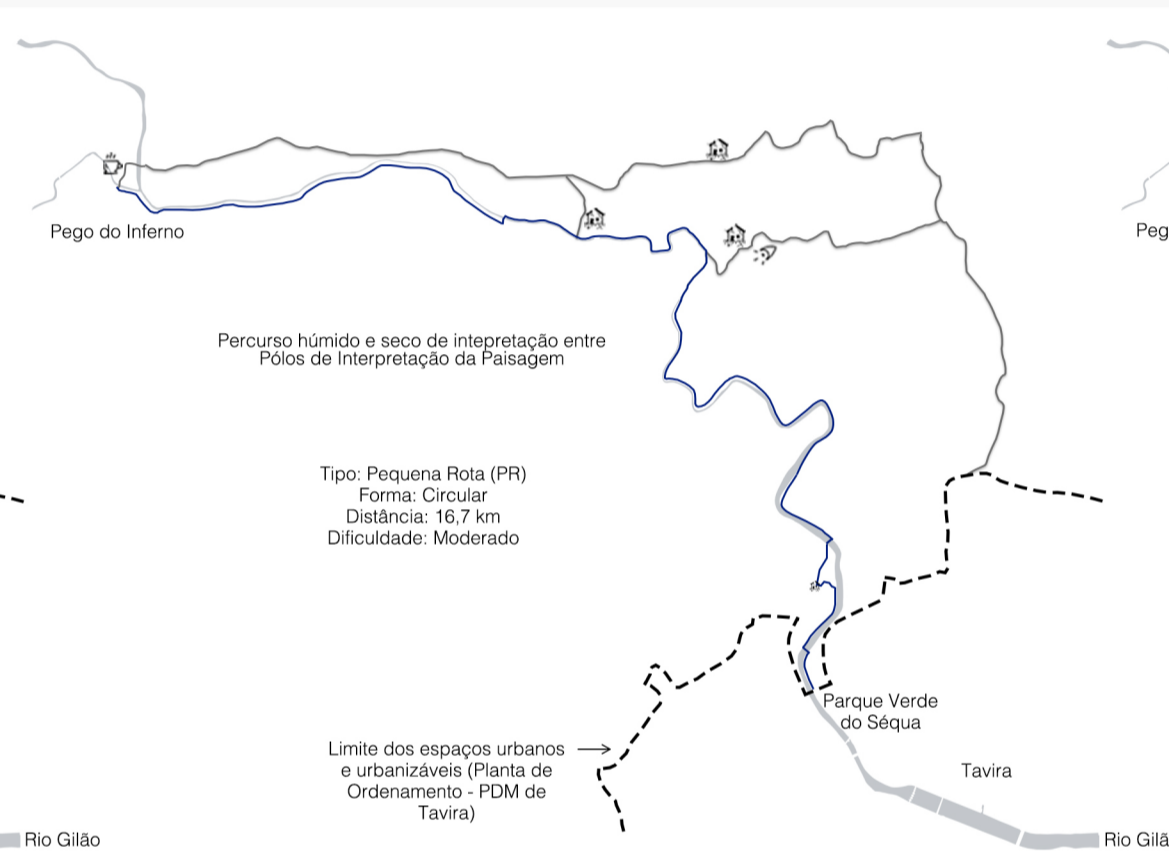 Pego do Inferno
Peg
Percurso húmido e seco de intepretação entre
Pólos de Interpretação da Paisagem
Tipo: Pequena Rota (PR)
Forma: Circular
Distância: 16,7 km
Dificuldade: Moderado
Parque Verde
do Séqua
Limite dos espaços urbanos
e urbanizáveis (Planta de
Ordenamento - PDM de
Tavira)
Tavira
Rio Gilão
Rio Gilã